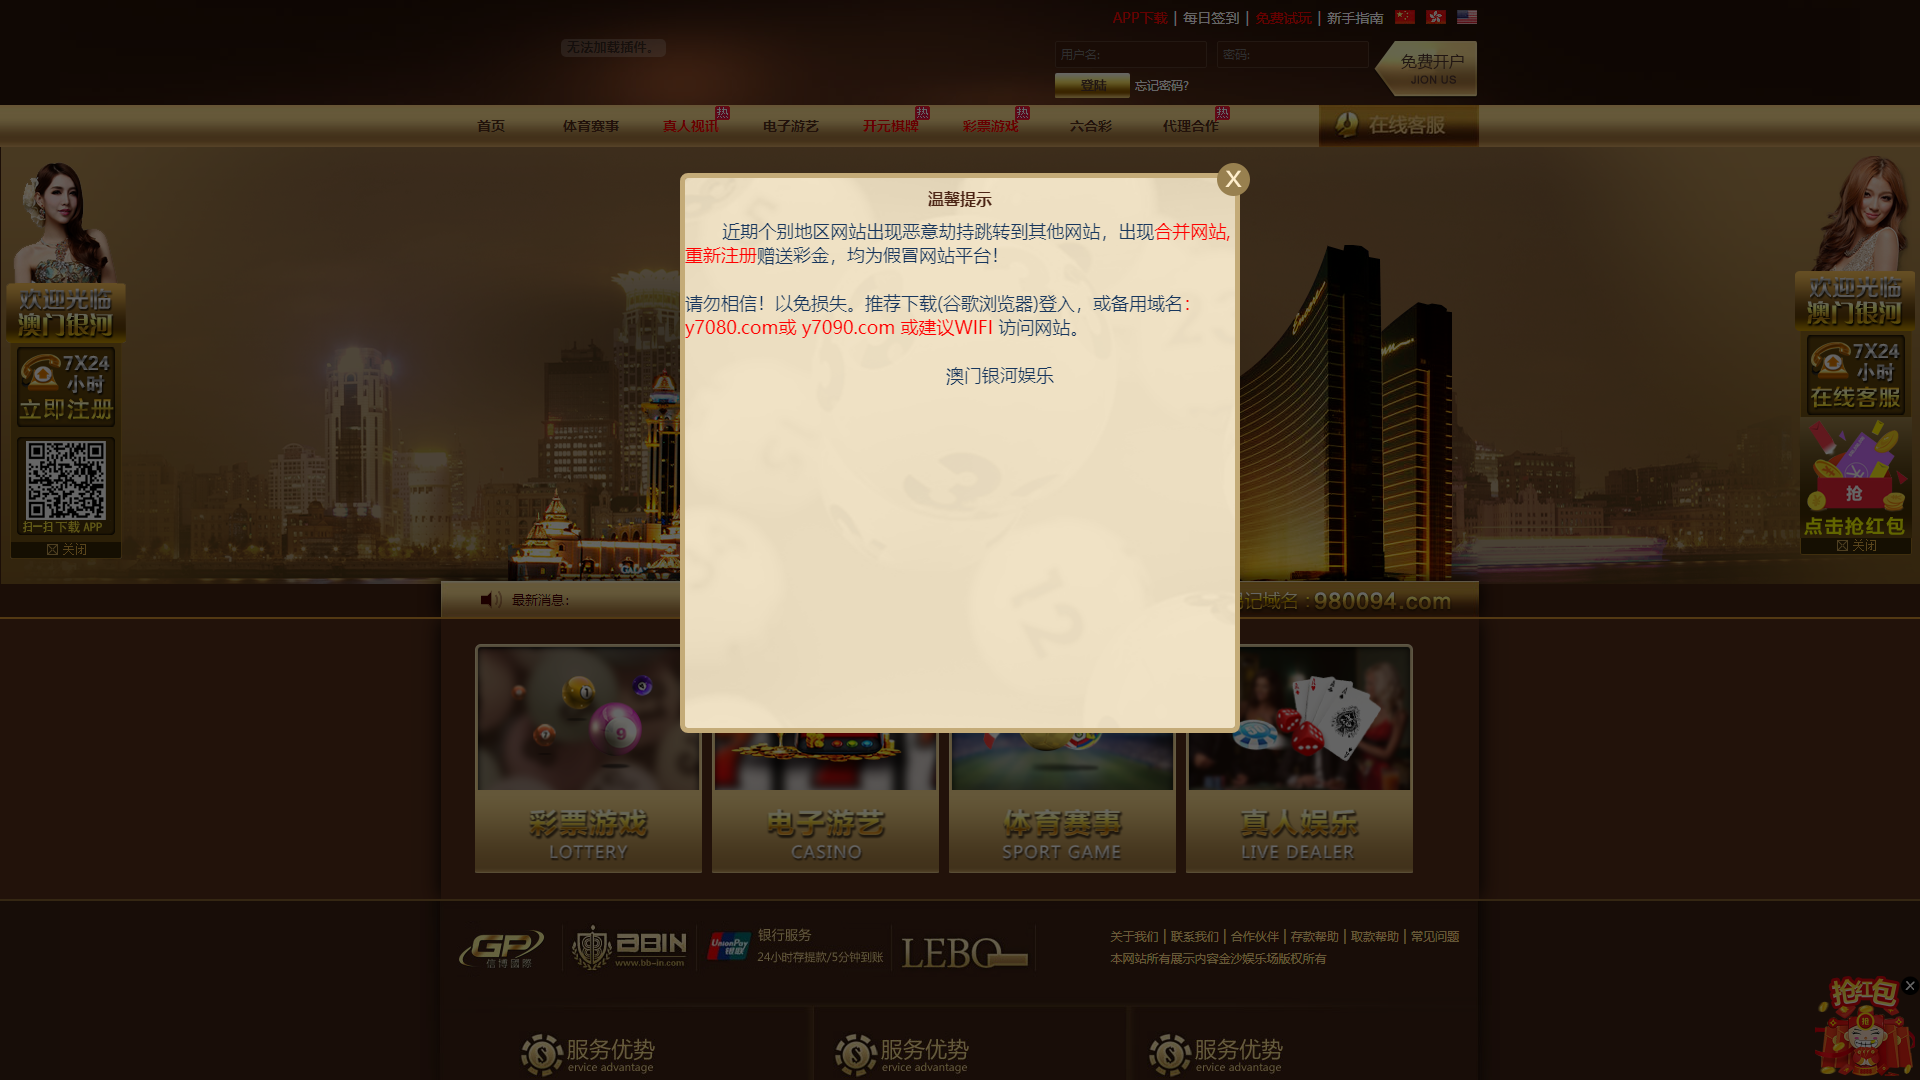 APP下载 | 每日签到 | 免费试玩 | 新手指南
无法加载插件。
用户名:
密码:
免费开户
JION US
登陆
忘记密码?
首页
体育赛事
真人视讯
热
电子游艺
开元棋牌
热
彩票游戏
热
六合彩
代理合作
热
在线客服
X
温馨提示
近期个别地区网站出现恶意劫持跳转到其他网站，出现合并网站,
重新注册赠送彩金，均为假冒网站平台！
请勿相信！以免损失。推荐下载(谷歌浏览器)登入，或备用域名：
y7080.com或 y7090.com 或建议WIFI 访问网站。
澳门银河娱乐
欢迎光临
澳门银河
7X24
小时
立即注册
扫一扫下载 APP
关闭
欢迎光临
澳门银河
7X24
小时
在线客服
抢
点击抢红包
关闭
最新消息：
易记域名 : 980094.com
彩票游戏
LOTTERY
电子游艺
CASINO
体育赛事
SPORT GAME
真人娱乐
LIVE DEALER
GP
信博國際
BBIN
www.bb-in.com
UnionPay
银联
银行服务
24小时存提款/5分钟到账
LEBO
关于我们 | 联系我们 | 合作伙伴 | 存款帮助 | 取款帮助 | 常见问题
本网站所有展示内容金沙娱乐场版权所有
抢红包
服务优势
ervice advantage
服务优势
ervice advantage
服务优势
ervice advantage